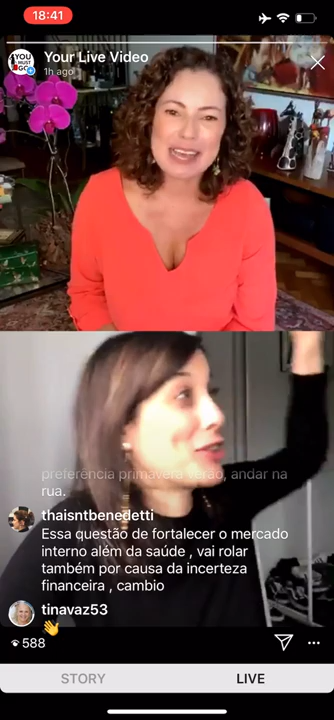 18:41
YOU
MUST
GO
Your Live Video
1h ago
preferência primavera verão, andar na
rua.
thaisntbenedetti
Essa questão de fortalecer o mercado
interno além da saúde , vai rolar
também por causa da incerteza
financeira , cambio
tinavaz53
👋
588
STORY LIVE